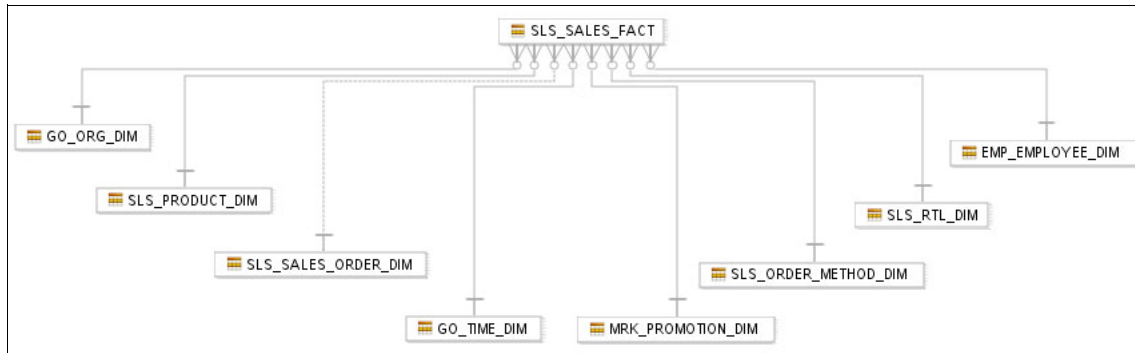 SLS_SALES_FACT
GO_ORG_DIM
EMP_EMPLOYEE_DIM
SLS_PRODUCT_DIM
SLS_RTL_DIM
SLS_SALES_ORDER_DIM
SLS_ORDER_METHOD_DIM
GO_TIME_DIM
MRK_PROMOTION_DIM